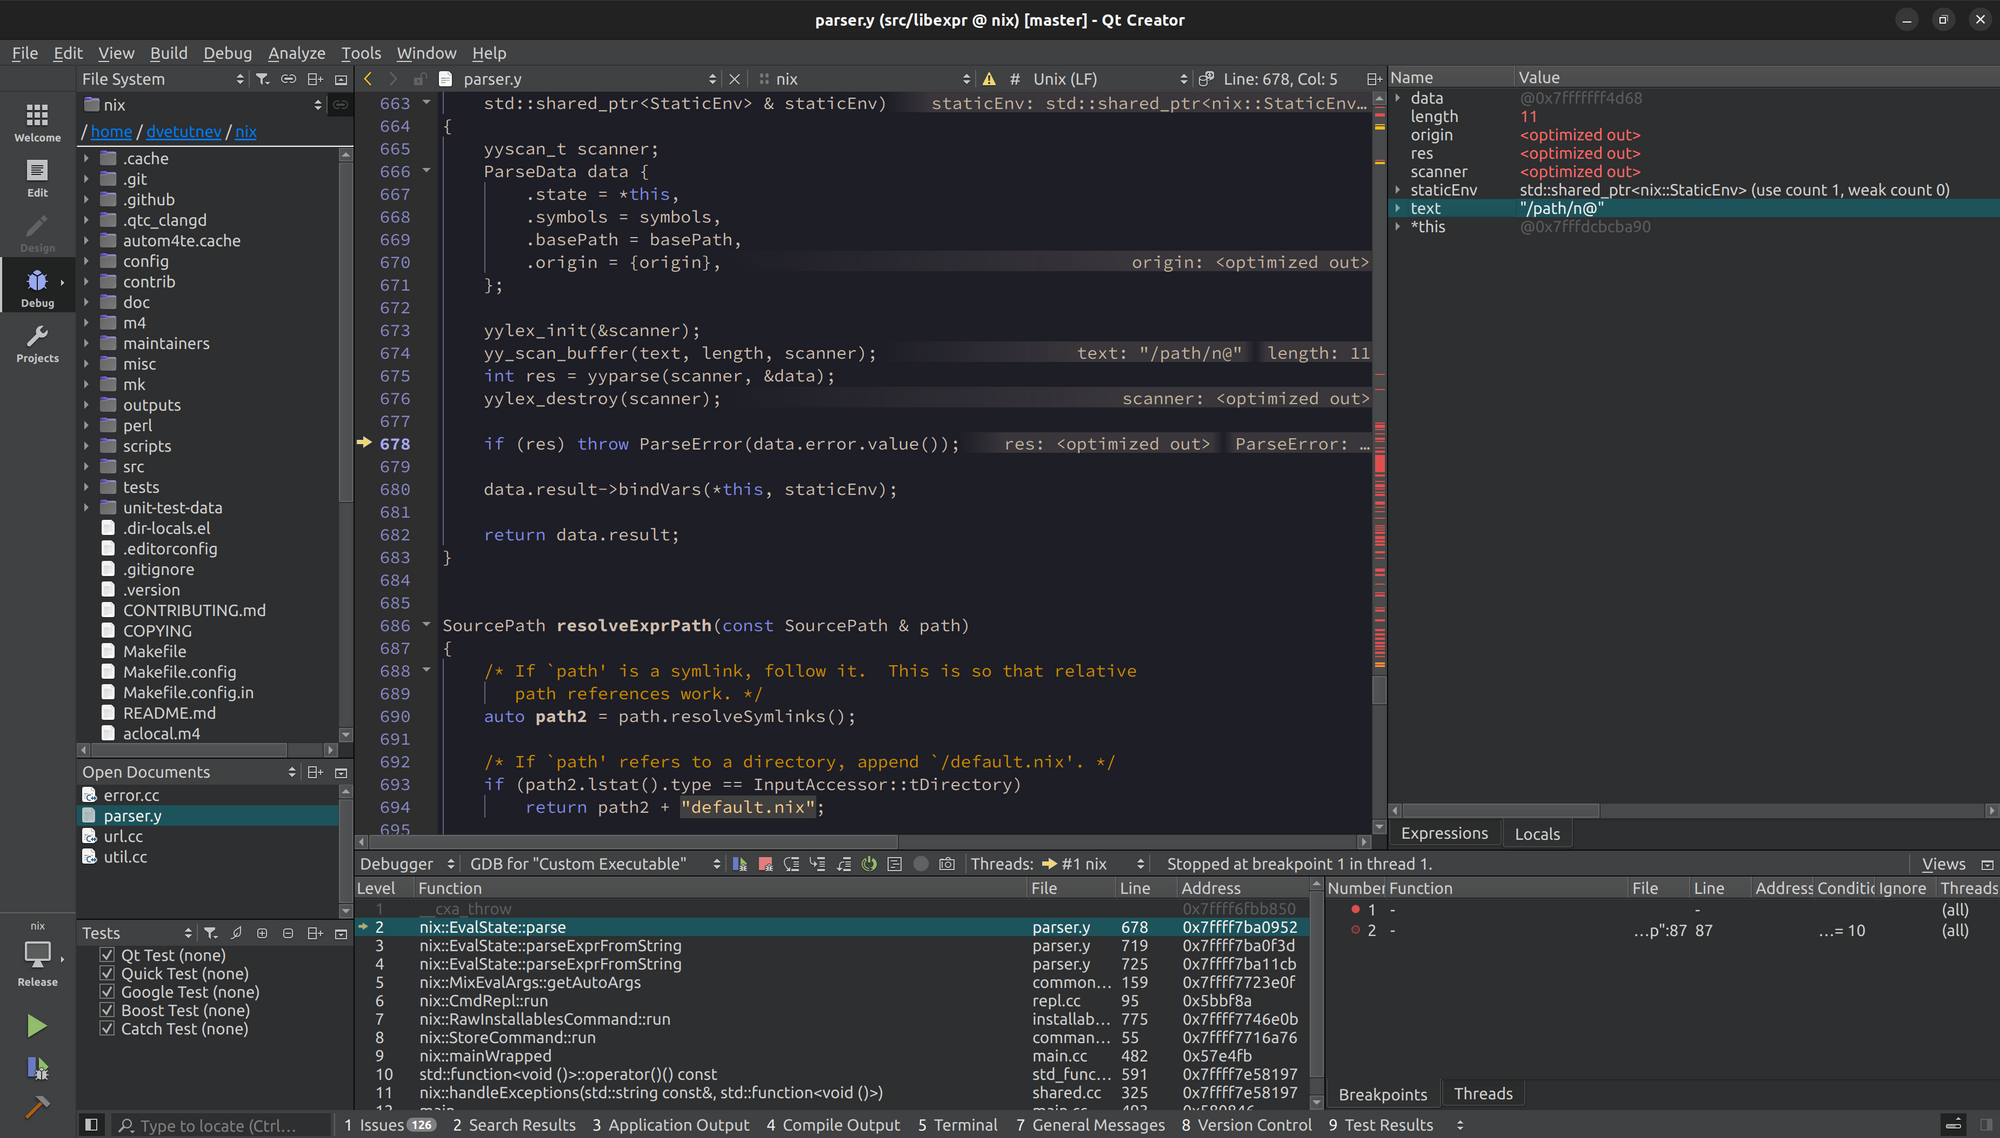 parser.y (src/libexpr @ nix) [master] - Qt Creator
File Edit View Build Debug Analyze Tools Window Help
File System
nix
/ home / dvetutnev / nix
.cache
.git
.github
.qtc_clangd
autom4te.cache
config
contrib
doc
m4
maintainers
misc
mk
outputs
perl
scripts
src
tests
unit-test-data
.dir-locals.el
.editorconfig
.gitignore
.version
CONTRIBUTING.md
COPYING
Makefile
Makefile.config
Makefile.config.in
README.md
aclocal.m4
Welcome
Edit
Design
Debug
Projects
nix
Release
Open Documents
error.cc
parser.y
url.cc
util.cc
Tests
Qt Test (none)
Quick Test (none)
Google Test (none)
Boost Test (none)
Catch Test (none)
parser.y nix # Unix (LF) Line: 678, Col: 5
663 std::shared_ptr<StaticEnv> & staticEnv) staticEnv: std::shared_ptr<nix::StaticEnv…
664 {
665 yyscan_t scanner;
666 ParseData data {
667 .state = *this,
668 .symbols = symbols,
669 .basePath = basePath,
670 .origin = {origin}, origin: <optimized out>
671 };
672
673 yylex_init(&scanner);
674 yy_scan_buffer(text, length, scanner); text: "/path/n@" length: 11
675 int res = yyparse(scanner, &data);
676 yylex_destroy(scanner); scanner: <optimized out>
677
678 if (res) throw ParseError(data.error.value()); res: <optimized out> ParseError: …
679
680 data.result->bindVars(*this, staticEnv);
681
682 return data.result;
683 }
684
685
686 SourcePath resolveExprPath(const SourcePath & path)
687 {
688 /* If `path' is a symlink, follow it.  This is so that relative
689 path references work. */
690 auto path2 = path.resolveSymlinks();
691
692 /* If `path' refers to a directory, append `/default.nix'. */
693 if (path2.lstat().type == InputAccessor::tDirectory)
694 return path2 + "default.nix";
695
Name Value
data @0x7fffffff4d68
length 11
origin <optimized out>
res <optimized out>
scanner <optimized out>
staticEnv std::shared_ptr<nix::StaticEnv> (use count 1, weak count 0)
text "/path/n@"
*this @0x7fffdcbcba90
Expressions Locals
Debugger GDB for "Custom Executable" Threads: #1 nix Stopped at breakpoint 1 in thread 1. Views
Level Function File Line Address
1 __cxa_throw 0x7ffff6fbb850
2 nix::EvalState::parse parser.y 678 0x7ffff7ba0952
3 nix::EvalState::parseExprFromString parser.y 719 0x7ffff7ba0f3d
4 nix::EvalState::parseExprFromString parser.y 725 0x7ffff7ba11cb
5 nix::MixEvalArgs::getAutoArgs common… 159 0x7ffff7723e0f
6 nix::CmdRepl::run repl.cc 95 0x5bbf8a
7 nix::RawInstallablesCommand::run installab… 775 0x7ffff7746e0b
8 nix::StoreCommand::run comman… 55 0x7ffff7716a76
9 nix::mainWrapped main.cc 482 0x57e4fb
10 std::function<void ()>::operator()() const std_func… 591 0x7ffff7e58197
11 nix::handleExceptions(std::string const&, std::function<void ()>) shared.cc 325 0x7ffff7e58197
Number Function File Line Address Conditic Ignore Threads
1 - - (all)
2 - …p":87 87 …= 10 (all)
Breakpoints Threads
Type to locate (Ctrl… 1 Issues 126 2 Search Results 3 Application Output 4 Compile Output 5 Terminal 7 General Messages 8 Version Control 9 Test Results